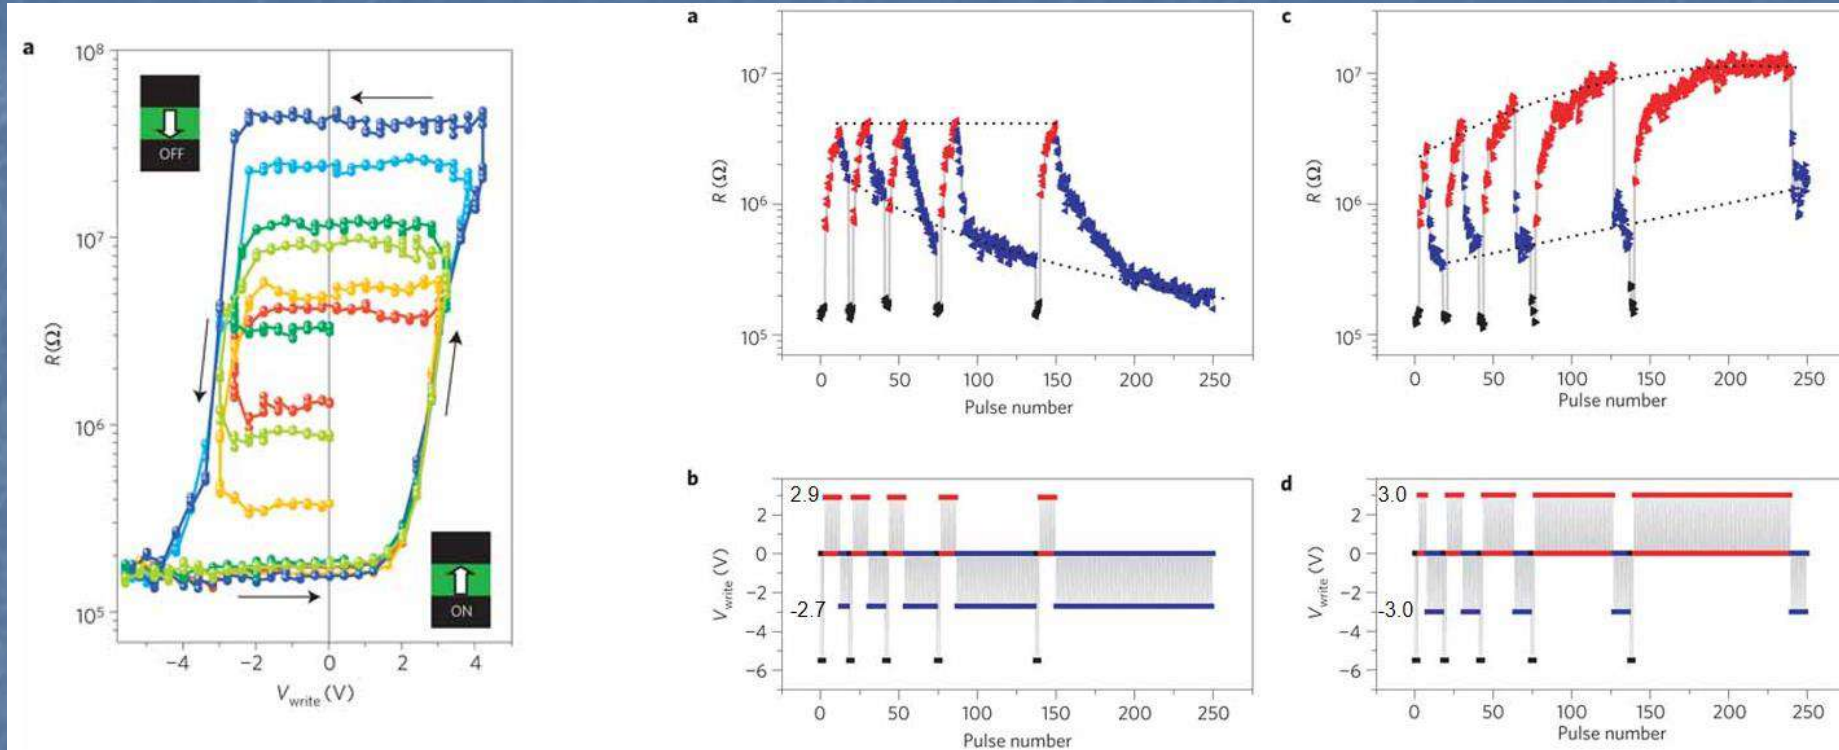 a
10⁸
10⁷
10⁶
10⁵
R (Ω)
OFF
ON
−4 −2 0 2 4
V_write (V)
a
10⁷
10⁶
10⁵
R (Ω)
0 50 100 150 200 250
Pulse number
b
2.9
2
0
−2
-2.7
−4
−6
V_write (V)
0 50 100 150 200 250
Pulse number
c
10⁷
10⁶
10⁵
R (Ω)
0 50 100 150 200 250
Pulse number
d
3.0
2
0
−2
-3.0
−4
−6
V_write (V)
0 50 100 150 200 250
Pulse number